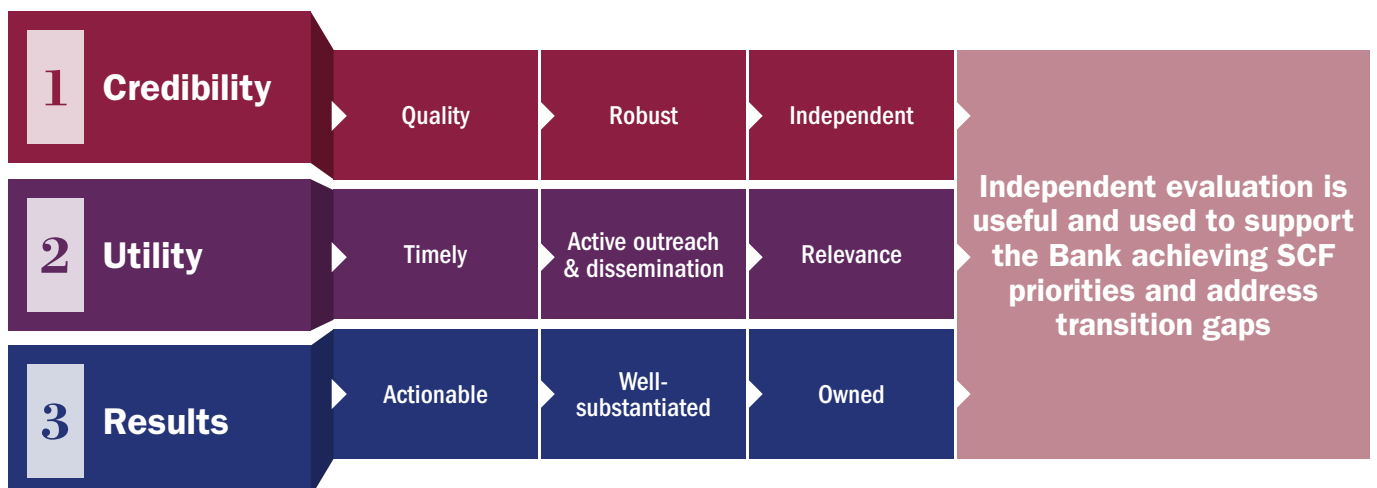 1
Credibility
Quality
Robust
Independent
2
Utility
Timely
Active outreach
& dissemination
Relevance
3
Results
Actionable
Well-
substantiated
Owned
Independent evaluation is
useful and used to support
the Bank achieving SCF
priorities and address
transition gaps